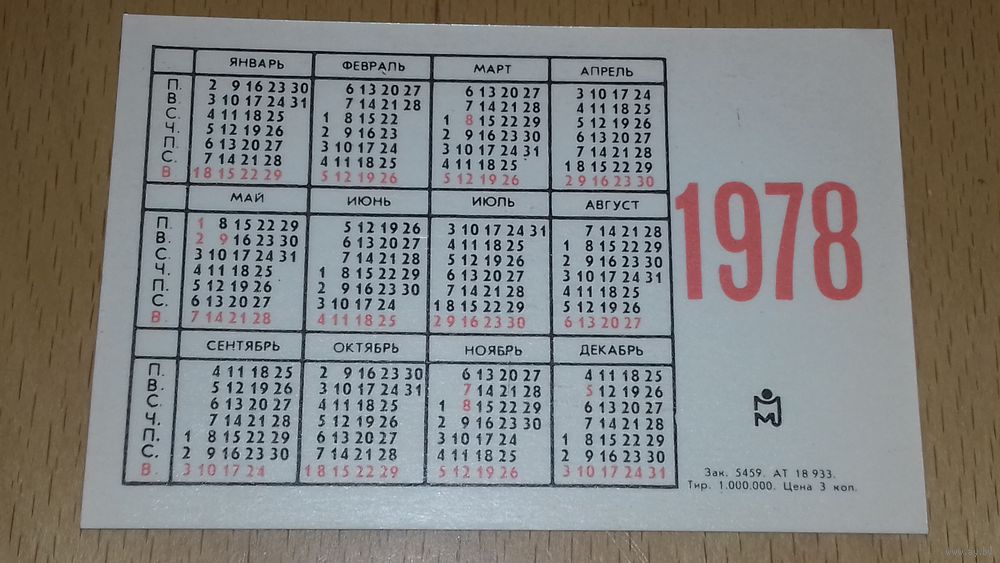 ЯНВАРЬ ФЕВРАЛЬ МАРТ АПРЕЛЬ
П. 2 9 16 23 30 6 13 20 27 6 13 20 27 3 10 17 24
В. 3 10 17 24 31 7 14 21 28 7 14 21 28 4 11 18 25
С. 4 11 18 25 1 8 15 22 1 8 15 22 29 5 12 19 26
Ч. 5 12 19 26 2 9 16 23 2 9 16 23 30 6 13 20 27
П. 6 13 20 27 3 10 17 24 3 10 17 24 31 7 14 21 28
С. 7 14 21 28 4 11 18 25 4 11 18 25 1 8 15 22 29
В 1 8 15 22 29 5 12 19 26 5 12 19 26 2 9 16 23 30
МАЙ ИЮНЬ ИЮЛЬ АВГУСТ
П. 1 8 15 22 29 5 12 19 26 3 10 17 24 31 7 14 21 28
В. 2 9 16 23 30 6 13 20 27 4 11 18 25 1 8 15 22 29
С. 3 10 17 24 31 7 14 21 28 5 12 19 26 2 9 16 23 30
Ч. 4 11 18 25 1 8 15 22 29 6 13 20 27 3 10 17 24 31
П. 5 12 19 26 2 9 16 23 30 7 14 21 28 4 11 18 25
С. 6 13 20 27 3 10 17 24 1 8 15 22 29 5 12 19 26
В. 7 14 21 28 4 11 18 25 2 9 16 23 30 6 13 20 27
СЕНТЯБРЬ ОКТЯБРЬ НОЯБРЬ ДЕКАБРЬ
П. 4 11 18 25 2 9 16 23 30 6 13 20 27 4 11 18 25
В. 5 12 19 26 3 10 17 24 31 7 14 21 28 5 12 19 26
С. 6 13 20 27 4 11 18 25 1 8 15 22 29 6 13 20 27
Ч. 7 14 21 28 5 12 19 26 2 9 16 23 30 7 14 21 28
П. 1 8 15 22 29 6 13 20 27 3 10 17 24 1 8 15 22 29
С. 2 9 16 23 30 7 14 21 28 4 11 18 25 2 9 16 23 30
В. 3 10 17 24 1 8 15 22 29 5 12 19 26 3 10 17 24 31
1978
Зак. 5459. АТ 18 933.
Тир. 1.000.000. Цена 3 коп.
www.ay.by